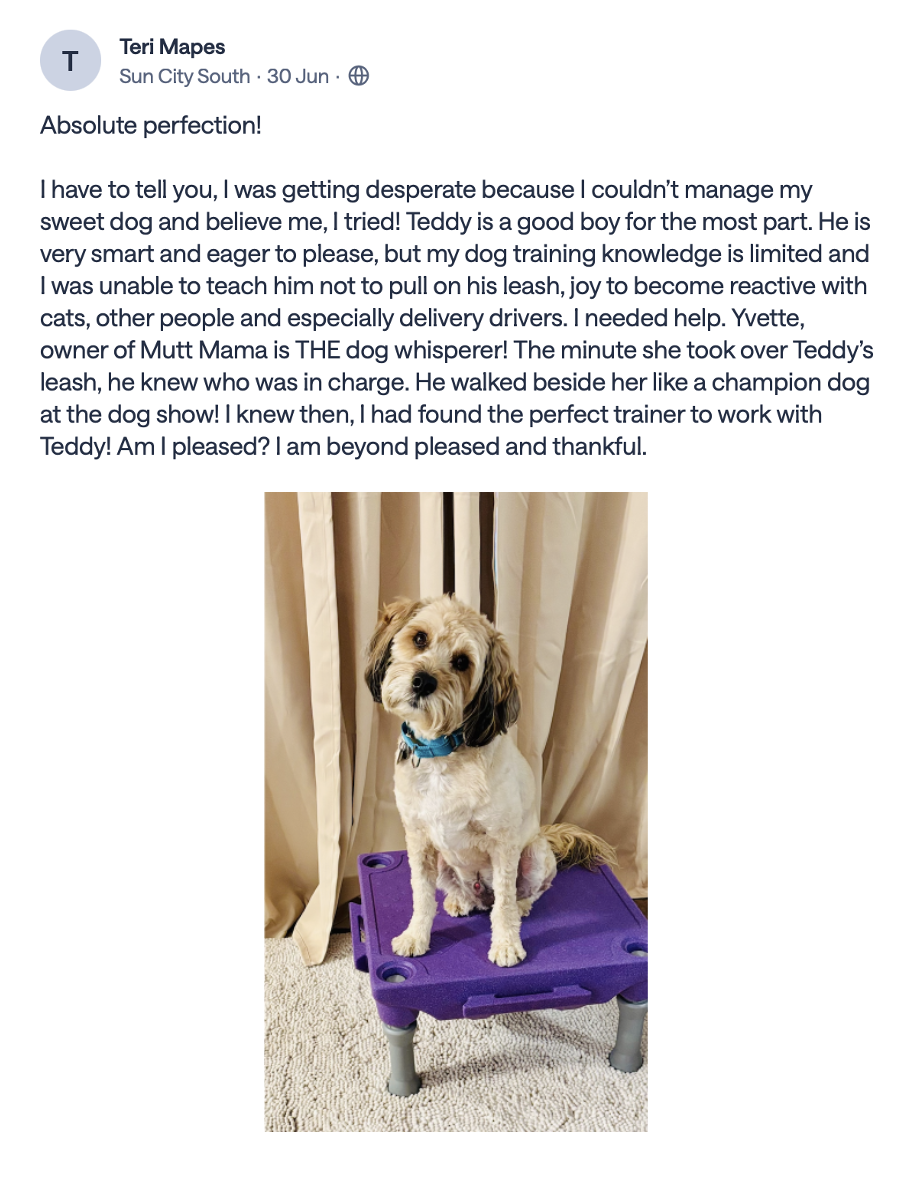 T
Teri Mapes
Sun City South · 30 Jun ·
Absolute perfection!
I have to tell you, I was getting desperate because I couldn’t manage my
sweet dog and believe me, I tried! Teddy is a good boy for the most part. He is
very smart and eager to please, but my dog training knowledge is limited and
I was unable to teach him not to pull on his leash, joy to become reactive with
cats, other people and especially delivery drivers. I needed help. Yvette,
owner of Mutt Mama is THE dog whisperer! The minute she took over Teddy’s
leash, he knew who was in charge. He walked beside her like a champion dog
at the dog show! I knew then, I had found the perfect trainer to work with
Teddy! Am I pleased? I am beyond pleased and thankful.